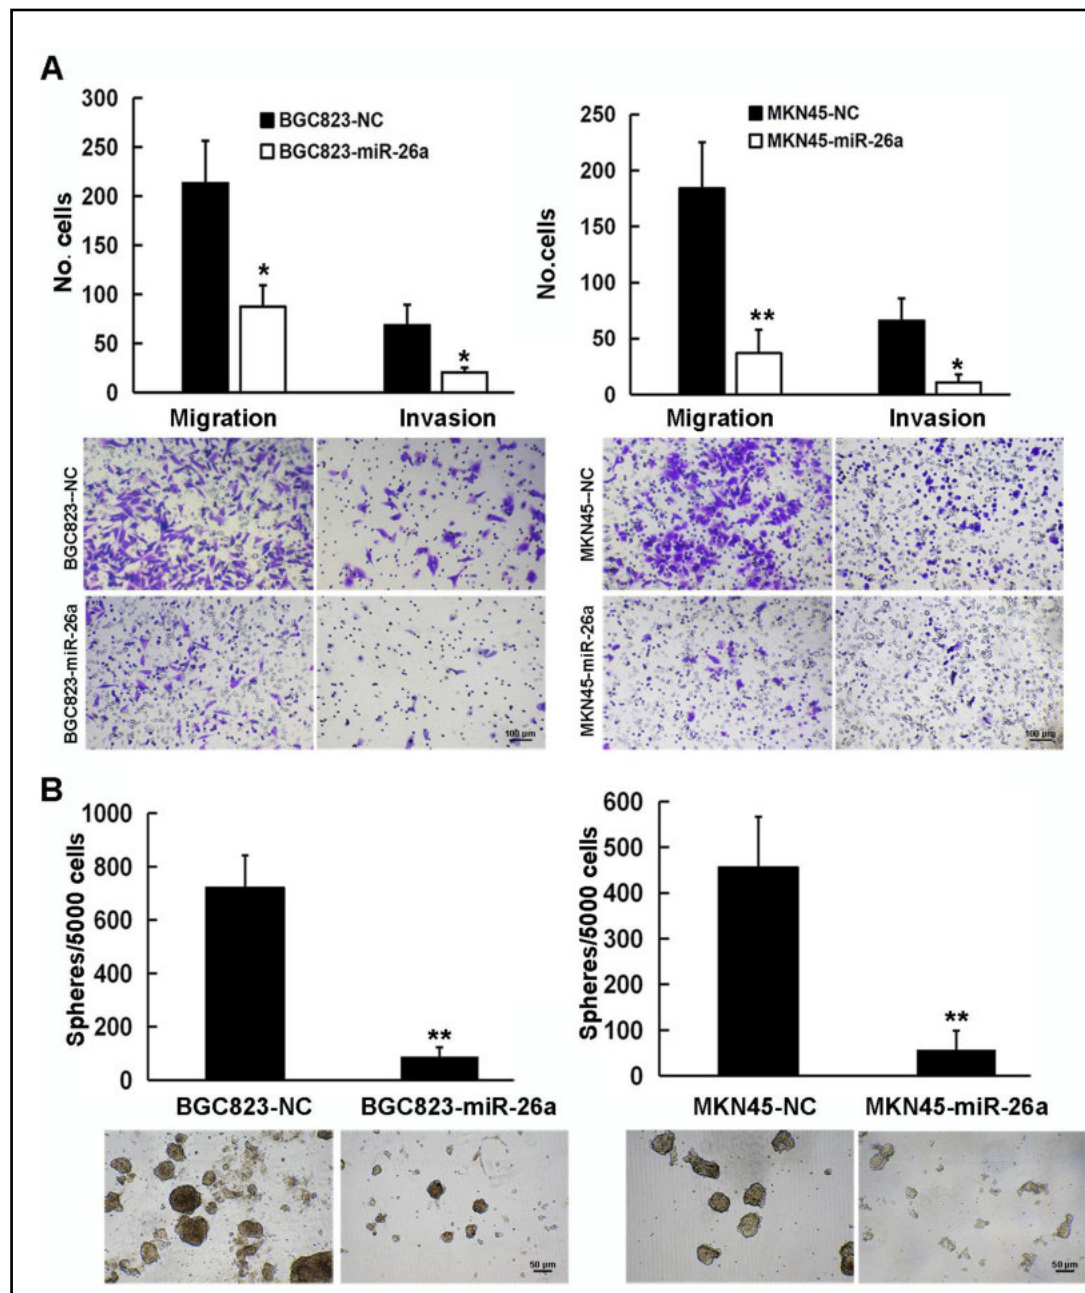 A
300
250
200
150
100
50
0
No. cells
BGC823-NC
BGC823-miR-26a
*
*
Migration
Invasion
250
200
150
100
50
0
No.cells
MKN45-NC
MKN45-miR-26a
**
*
Migration
Invasion
BGC823--NC
BGC823-miR-26a
100 µm
MKN45--NC
MKN45-miR-26a
100 µm
B
1000
800
600
400
200
0
Spheres/5000 cells
**
BGC823-NC
BGC823-miR-26a
600
500
400
300
200
100
0
Spheres/5000 cells
**
MKN45-NC
MKN45-miR-26a
50 µm
50 µm